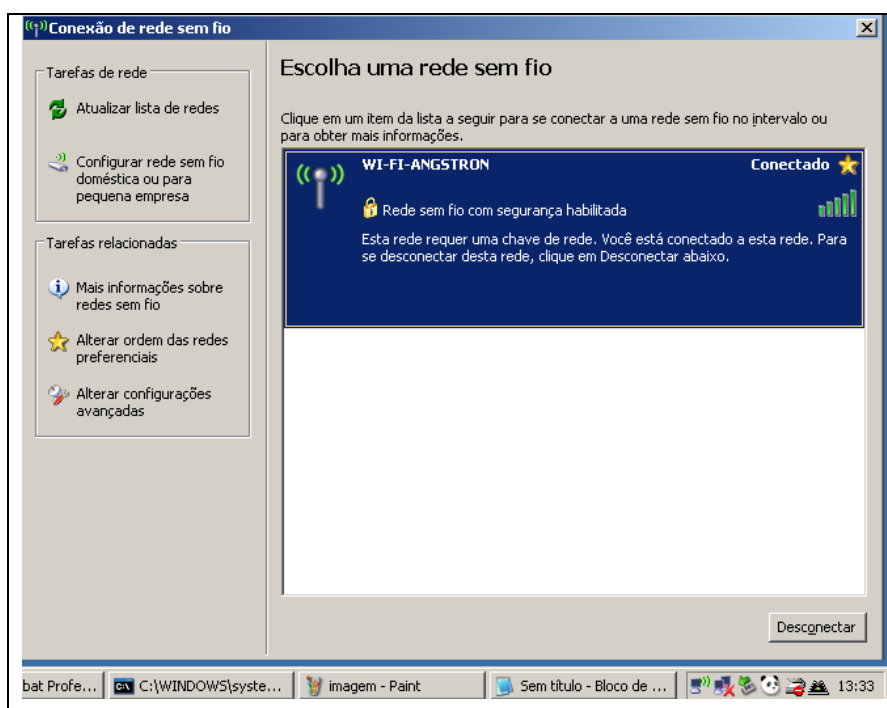 Conexão de rede sem fio
Tarefas de rede
Atualizar lista de redes
Configurar rede sem fio
doméstica ou para
pequena empresa
Tarefas relacionadas
Mais informações sobre
redes sem fio
Alterar ordem das redes
preferenciais
Alterar configurações
avançadas
Escolha uma rede sem fio
Clique em um item da lista a seguir para se conectar a uma rede sem fio no intervalo ou
para obter mais informações.
WI-FI-ANGSTRON Conectado
Rede sem fio com segurança habilitada
Esta rede requer uma chave de rede. Você está conectado a esta rede. Para
se desconectar desta rede, clique em Desconectar abaixo.
Desconectar
bat Profe... C:\WINDOWS\syste... imagem - Paint Sem título - Bloco de ... 13:33